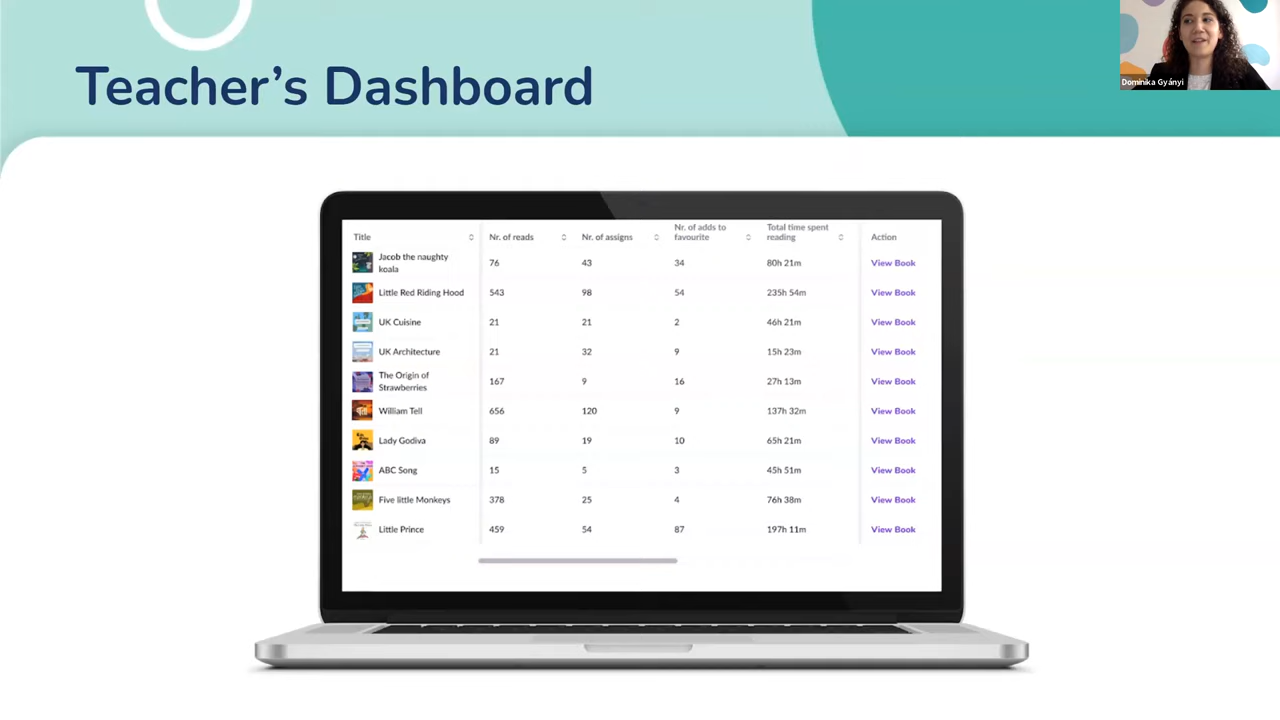 Teacher’s Dashboard
Dominika Gyányi
Title Nr. of reads Nr. of assigns Nr. of adds to favourite Total time spent reading Action
Jacob the naughty koala 76 43 34 80h 21m View Book
Little Red Riding Hood 543 98 54 235h 54m View Book
UK Cuisine 21 21 2 46h 21m View Book
UK Architecture 21 32 9 15h 23m View Book
The Origin of Strawberries 167 9 16 27h 13m View Book
William Tell 656 120 9 137h 32m View Book
Lady Godiva 89 19 10 65h 21m View Book
ABC Song 15 5 3 45h 51m View Book
Five little Monkeys 378 25 4 76h 38m View Book
Little Prince 459 54 87 197h 11m View Book